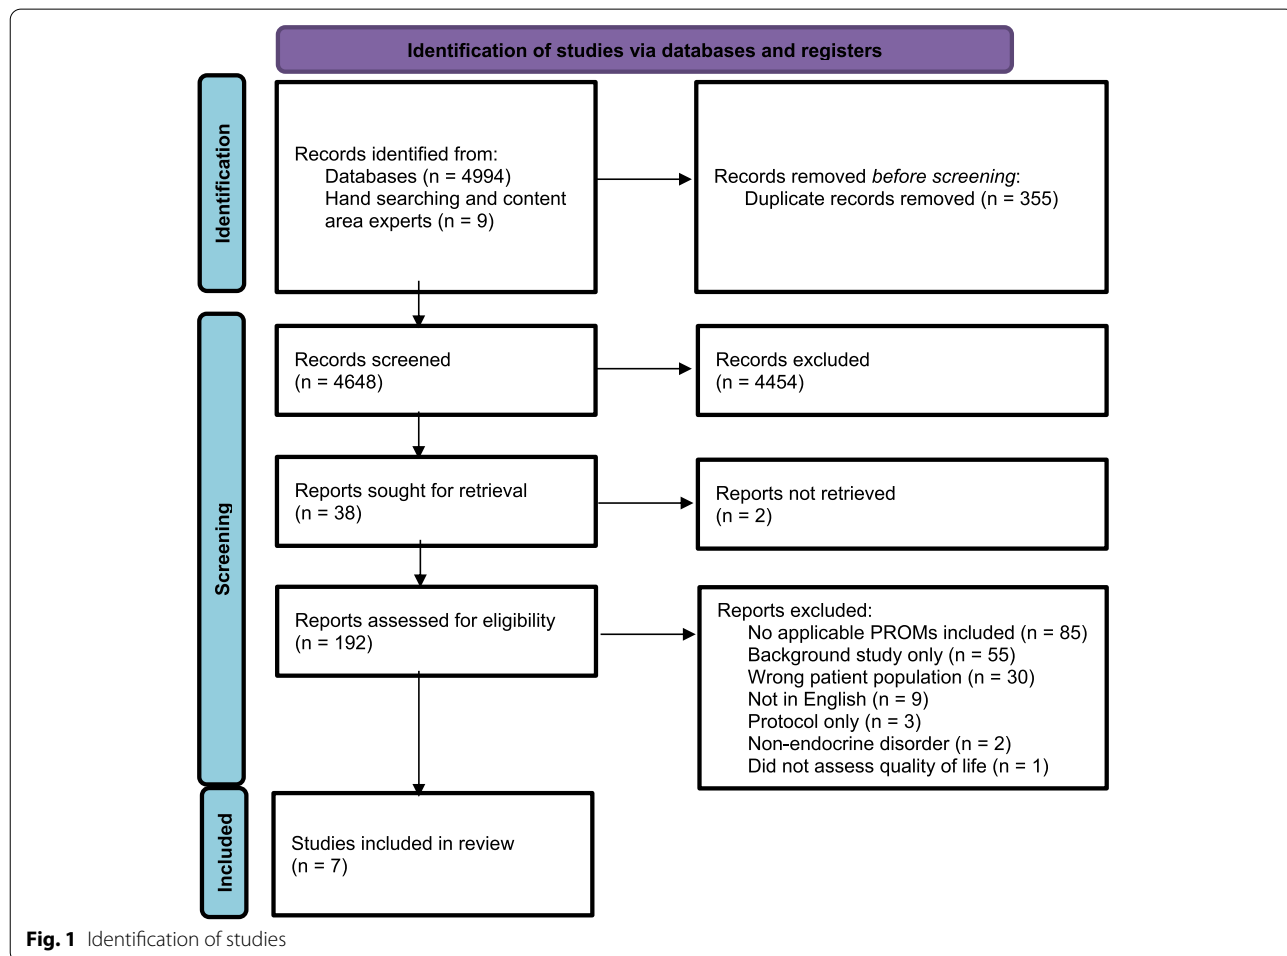 Identification of studies via databases and registers
Identification
Records identified from:
Databases (n = 4994)
Hand searching and content
area experts (n = 9)
Records removed before screening:
Duplicate records removed (n = 355)
Screening
Records screened
(n = 4648)
Records excluded
(n = 4454)
Reports sought for retrieval
(n = 38)
Reports not retrieved
(n = 2)
Reports assessed for eligibility
(n = 192)
Reports excluded:
No applicable PROMs included (n = 85)
Background study only (n = 55)
Wrong patient population (n = 30)
Not in English (n = 9)
Protocol only (n = 3)
Non-endocrine disorder (n = 2)
Did not assess quality of life (n = 1)
Included
Studies included in review
(n = 7)
Fig. 1 Identification of studies